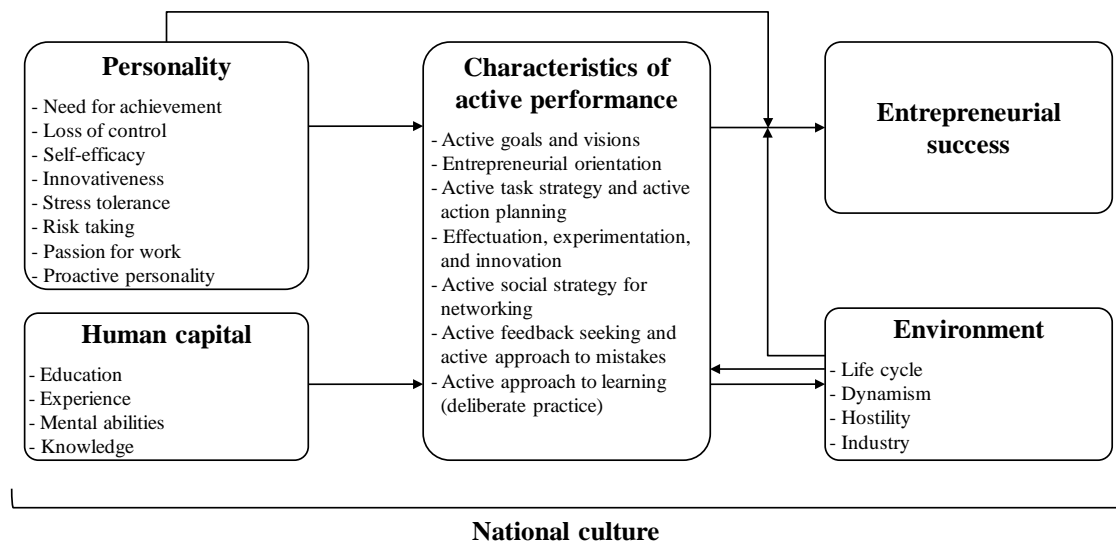 Personality
- Need for achievement
- Loss of control
- Self-efficacy
- Innovativeness
- Stress tolerance
- Risk taking
- Passion for work
- Proactive personality
Human capital
- Education
- Experience
- Mental abilities
- Knowledge
Characteristics of
active performance
- Active goals and visions
- Entrepreneurial orientation
- Active task strategy and active
action planning
- Effectuation, experimentation,
and innovation
- Active social strategy for
networking
- Active feedback seeking and
active approach to mistakes
- Active approach to learning
(deliberate practice)
Entrepreneurial
success
Environment
- Life cycle
- Dynamism
- Hostility
- Industry
National culture